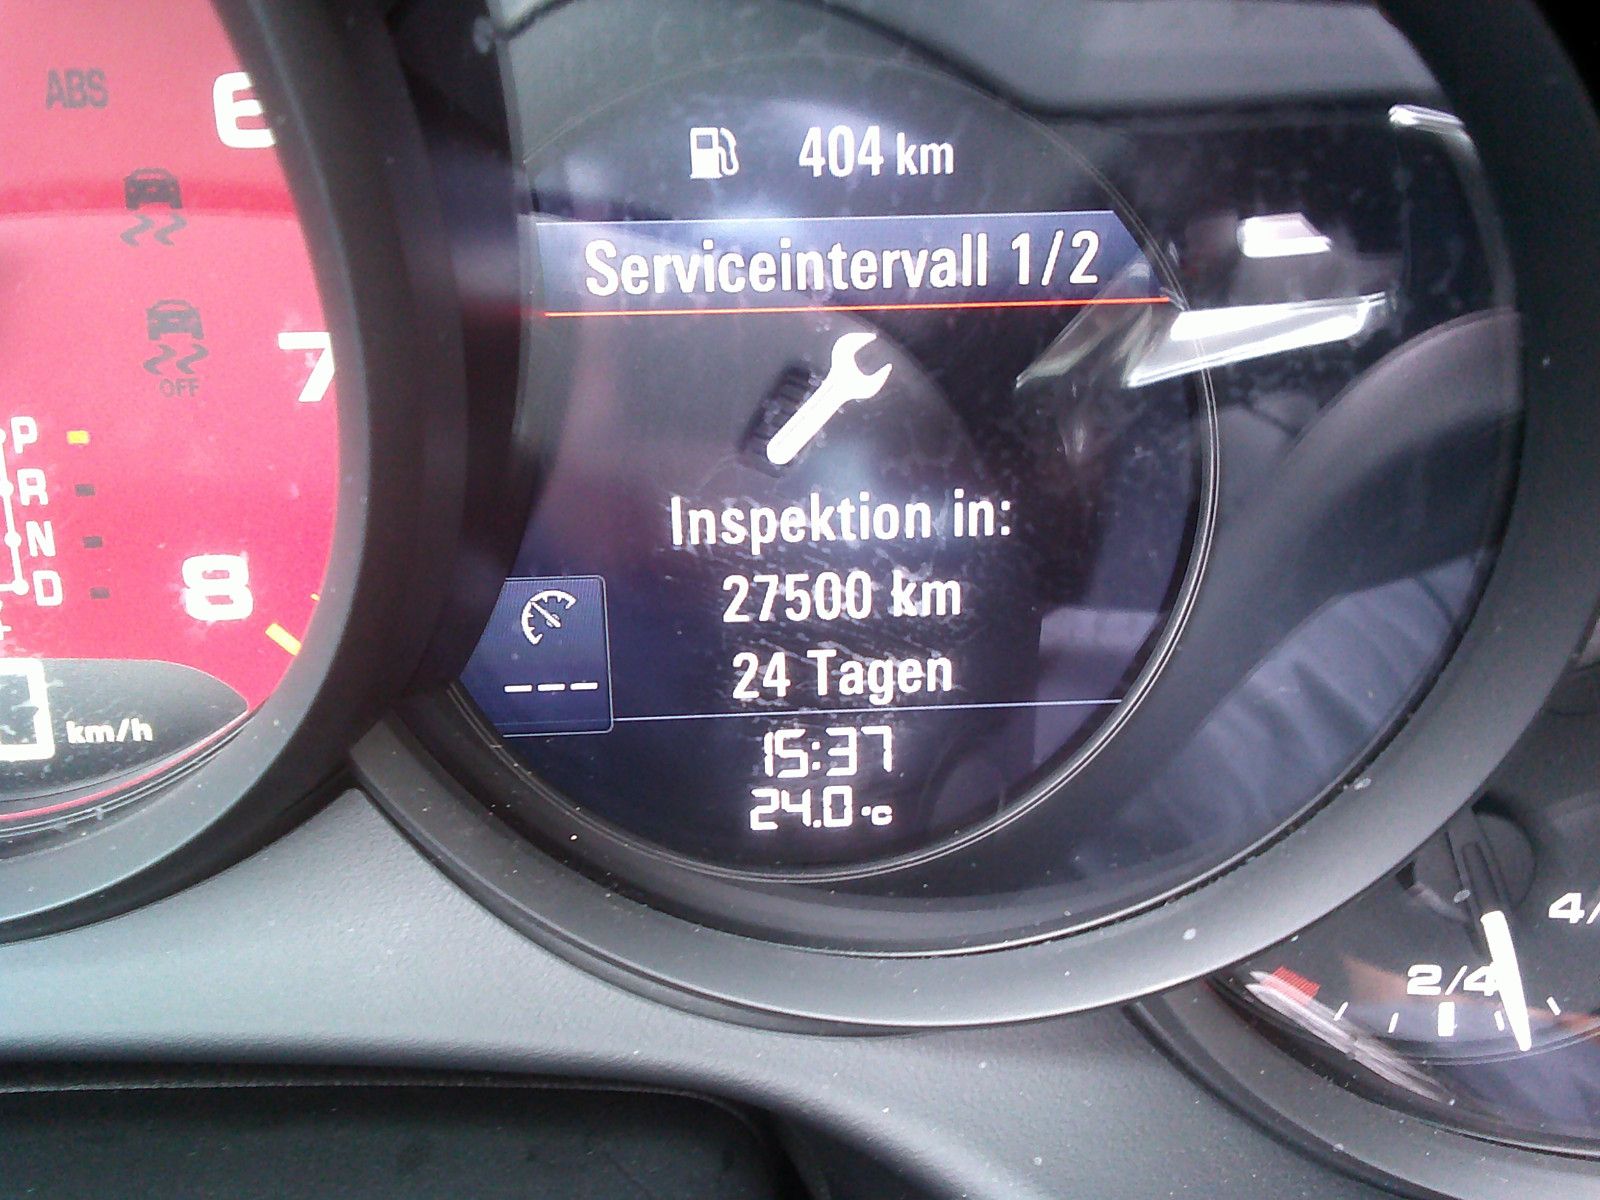 ABS
6
7
OFF
P
R
N
D
+
8
km/h
404 km
Serviceintervall 1/2
Inspektion in:
27500 km
24 Tagen
---
15:37
24.0 °C
2/4
4/